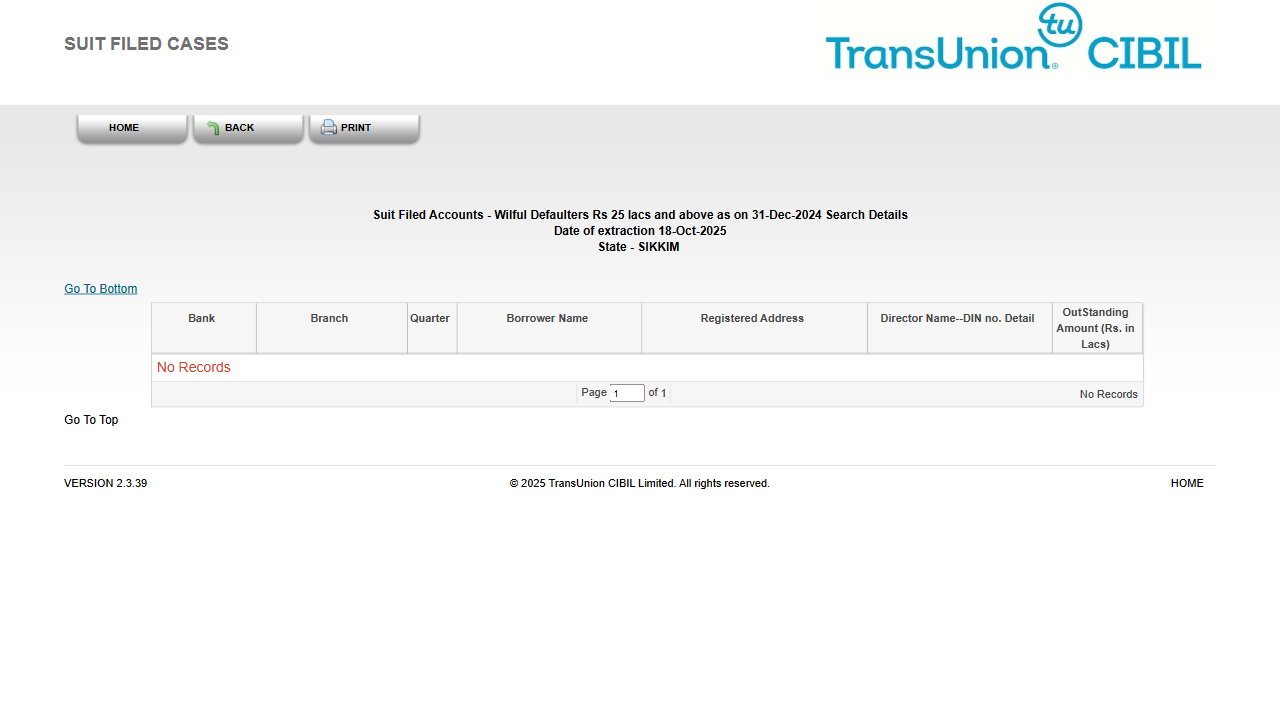 SUIT FILED CASES
tu
TransUnion® CIBIL
HOME
BACK
PRINT
Suit Filed Accounts - Wilful Defaulters Rs 25 lacs and above as on 31-Dec-2024 Search Details
Date of extraction 18-Oct-2025
State - SIKKIM
Go To Bottom
Bank Branch Quarter Borrower Name Registered Address Director Name--DIN no. Detail OutStanding Amount (Rs. in Lacs)
No Records
Page 1 of 1 No Records
Go To Top
VERSION 2.3.39 © 2025 TransUnion CIBIL Limited. All rights reserved. HOME